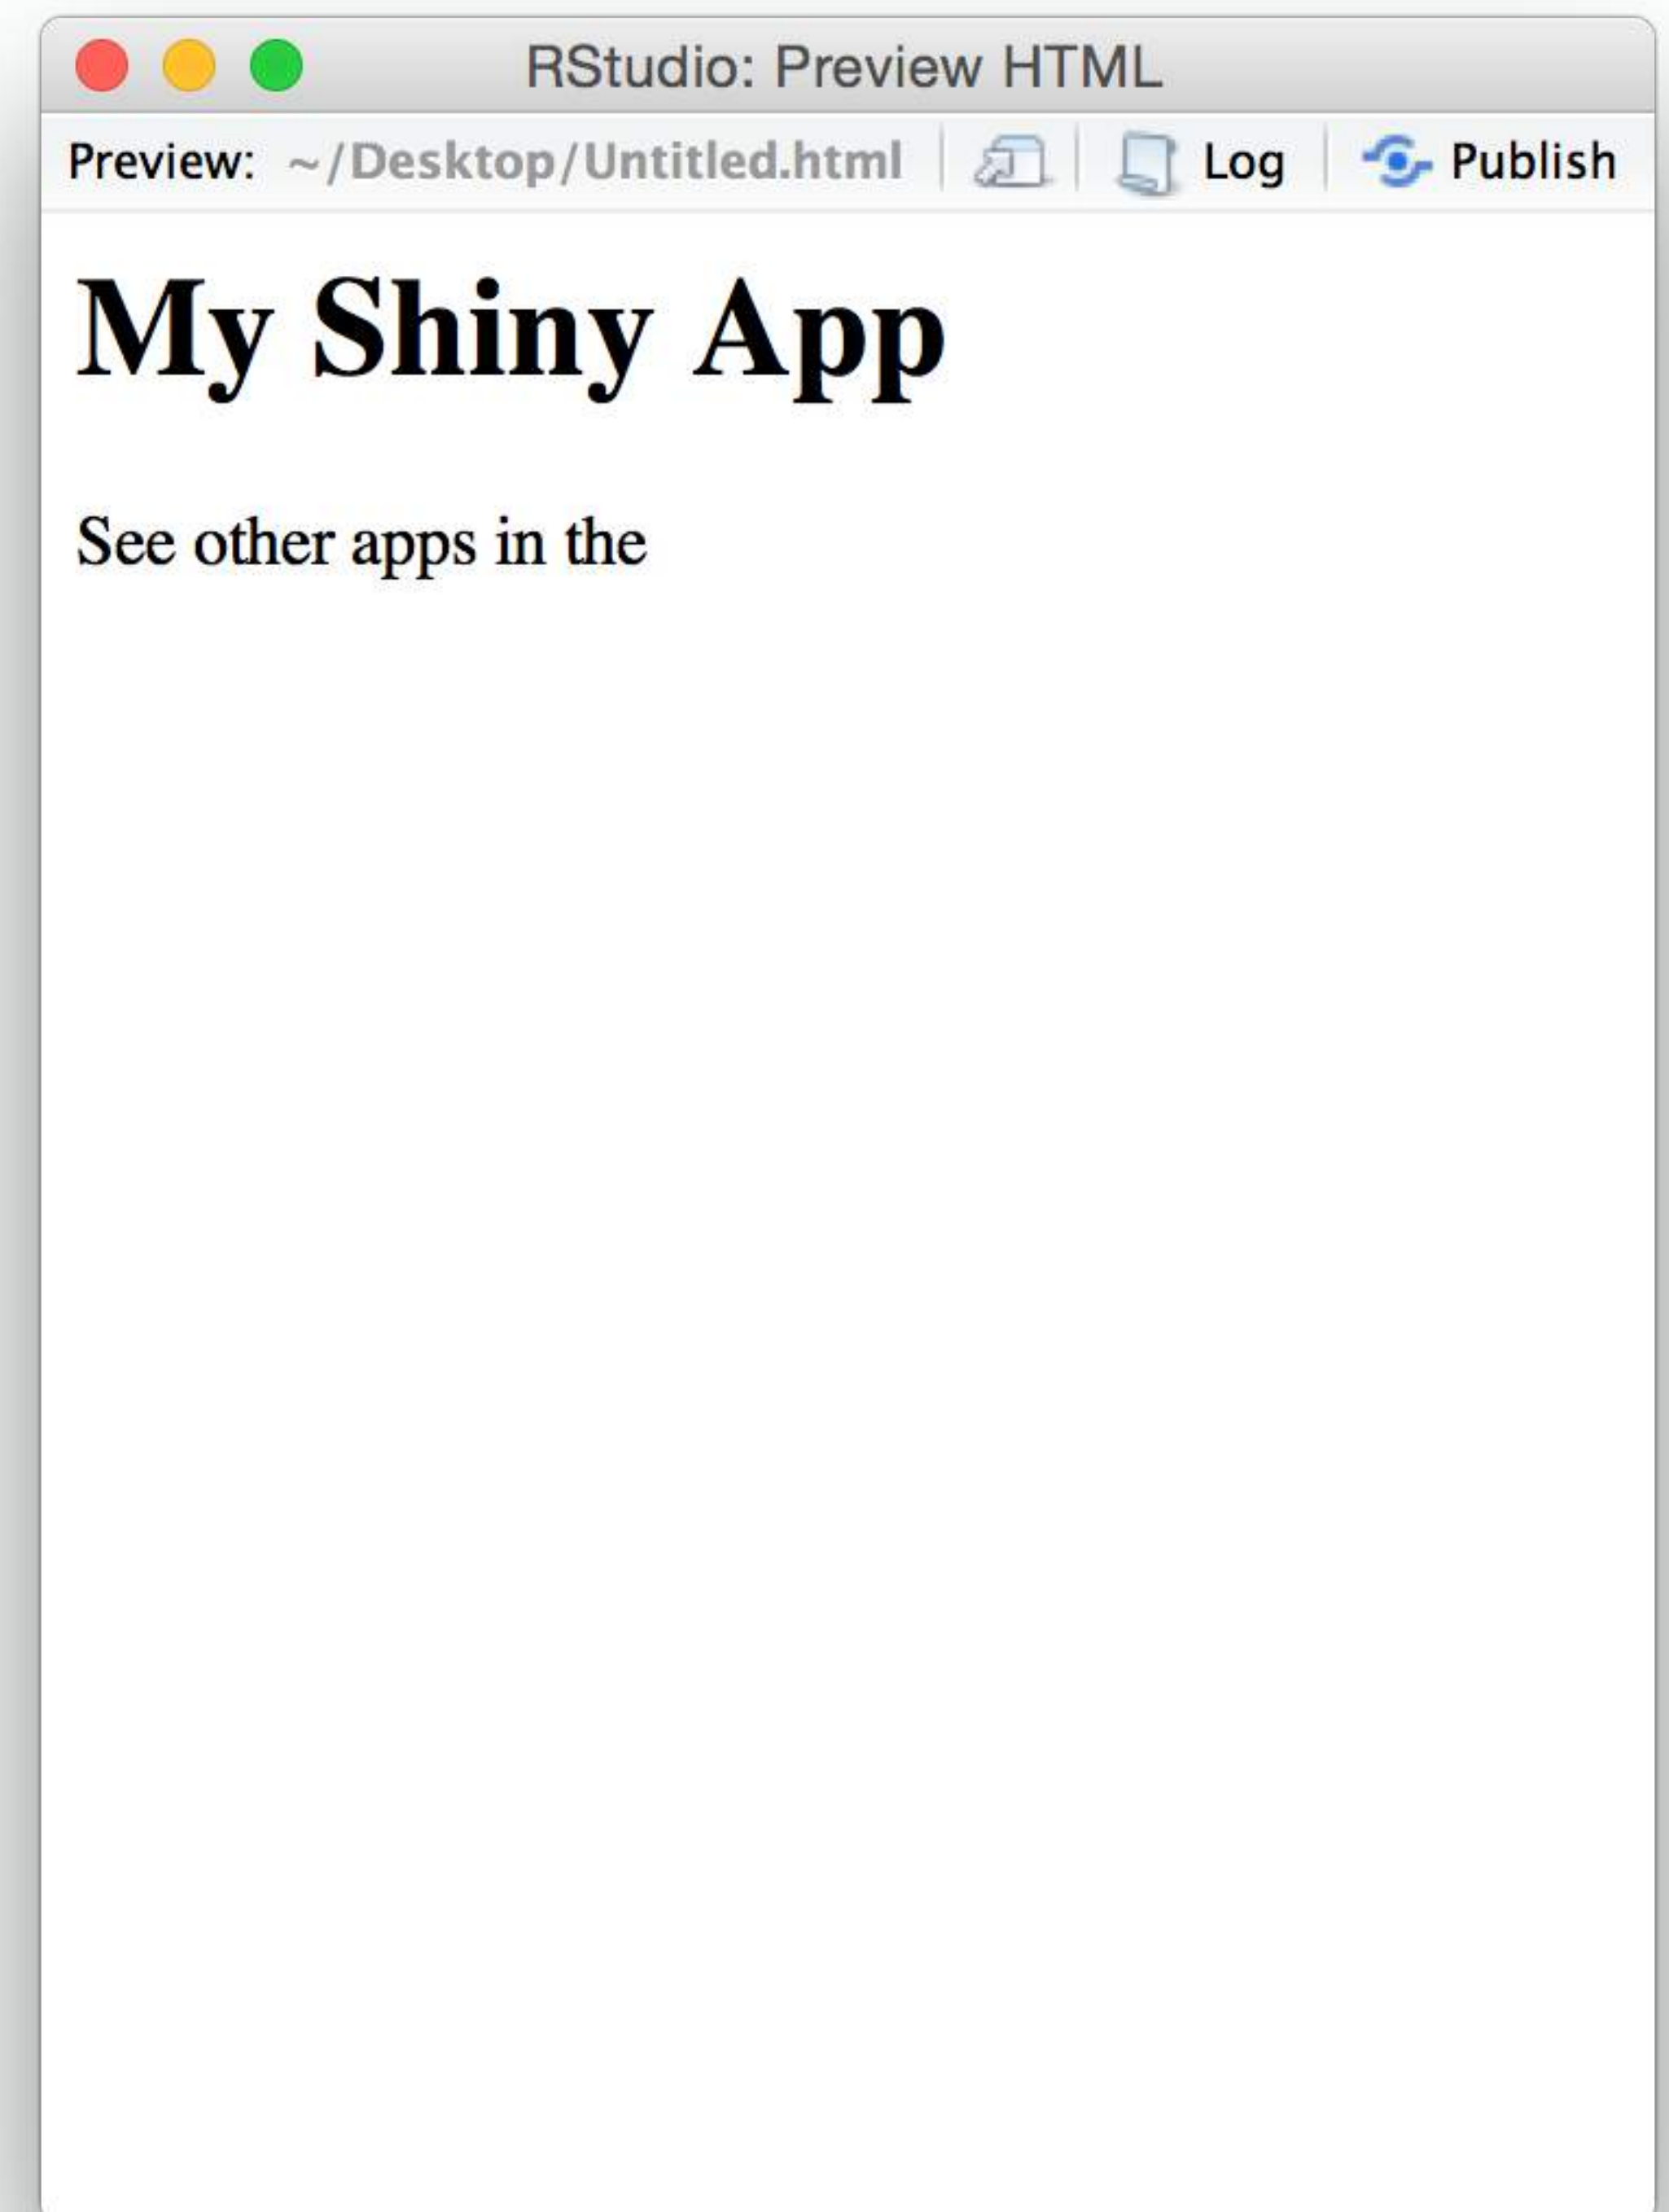 RStudio: Preview HTML
Preview: ~/Desktop/Untitled.html Log Publish
My Shiny App
See other apps in the